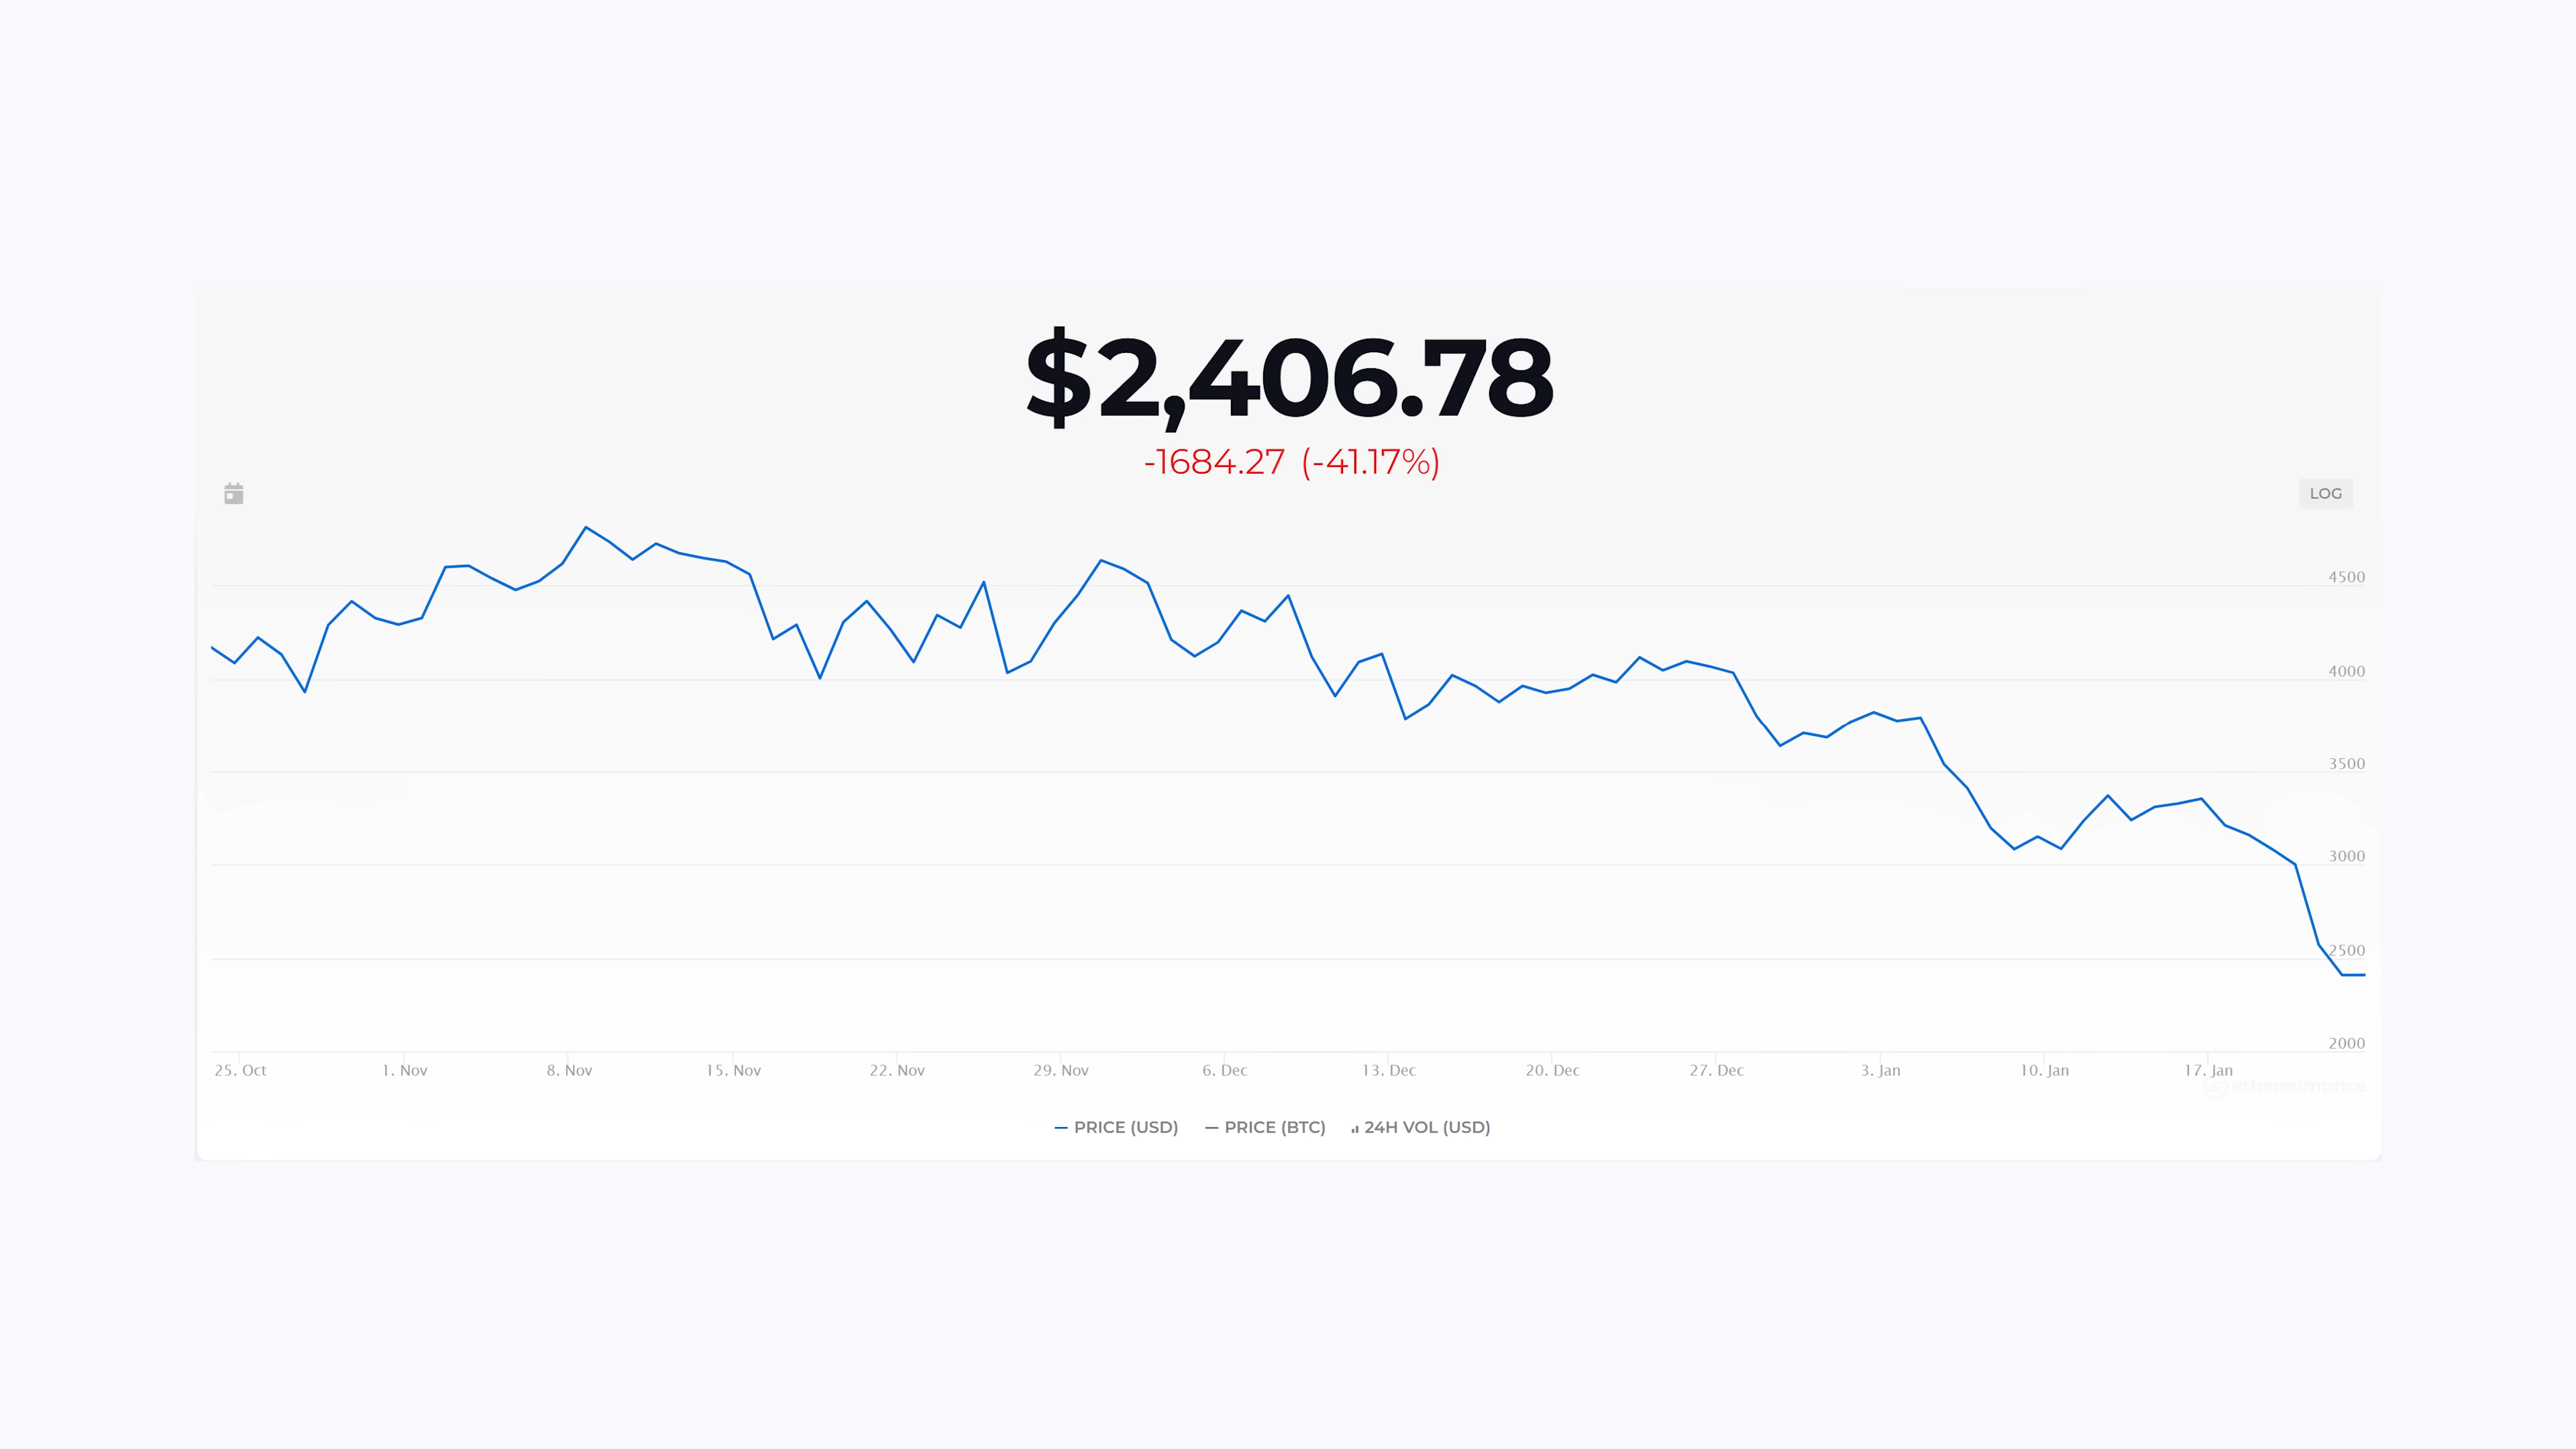 $2,406.78
-1684.27 (-41.17%)
LOG
4500
4000
3500
3000
2500
2000
25. Oct 1. Nov 8. Nov 15. Nov 22. Nov 29. Nov 6. Dec 13. Dec 20. Dec 27. Dec 3. Jan 10. Jan 17. Jan
ethereumprice
PRICE (USD) PRICE (BTC) 24H VOL (USD)